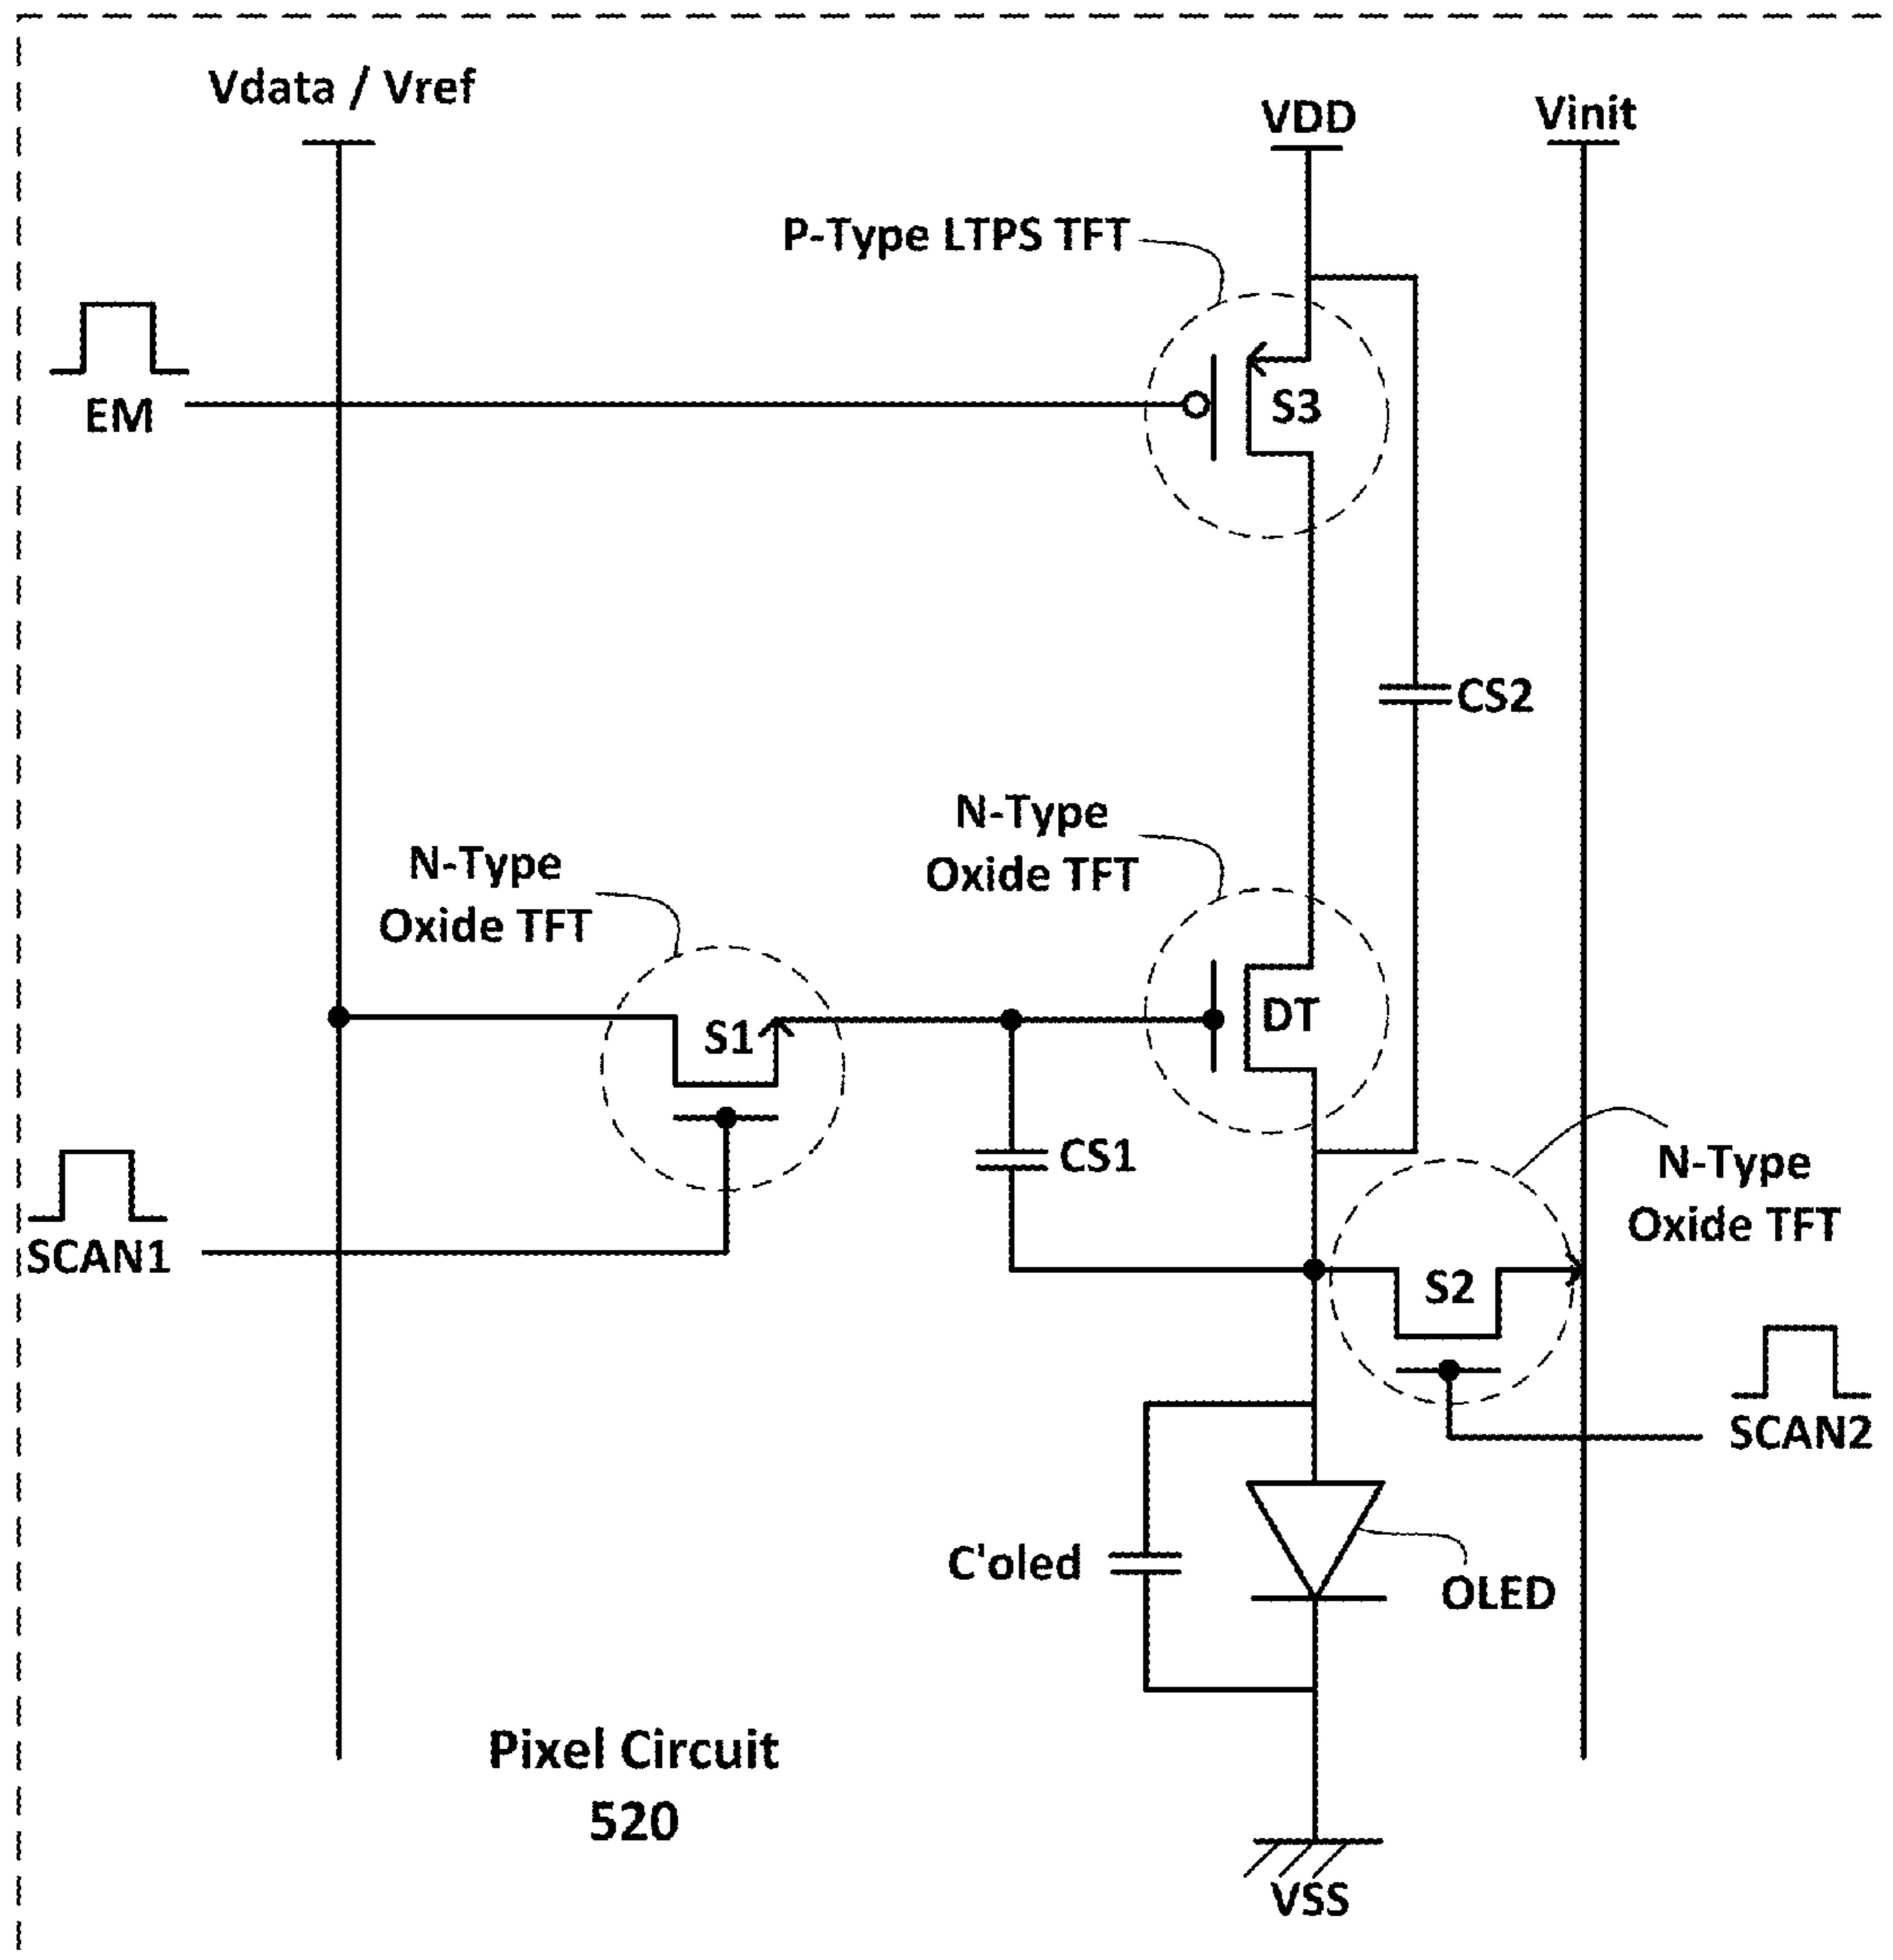 Vdata / Vref
VDD
Vinit
P-Type LTPS TFT
EM
S3
CS2
N-Type
Oxide TFT
N-Type
Oxide TFT
S1
DT
CS1
N-Type
Oxide TFT
SCAN1
S2
SCAN2
C'oled
OLED
Pixel Circuit
520
VSS